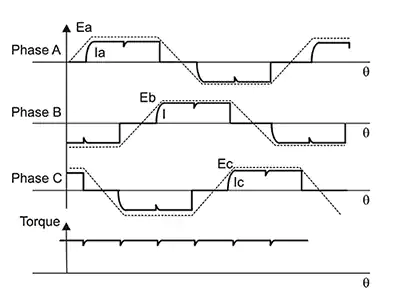 Ea
Phase A
Ia
θ
Eb
Phase B
I
θ
Ec
Phase C
Ic
θ
Torque
θ